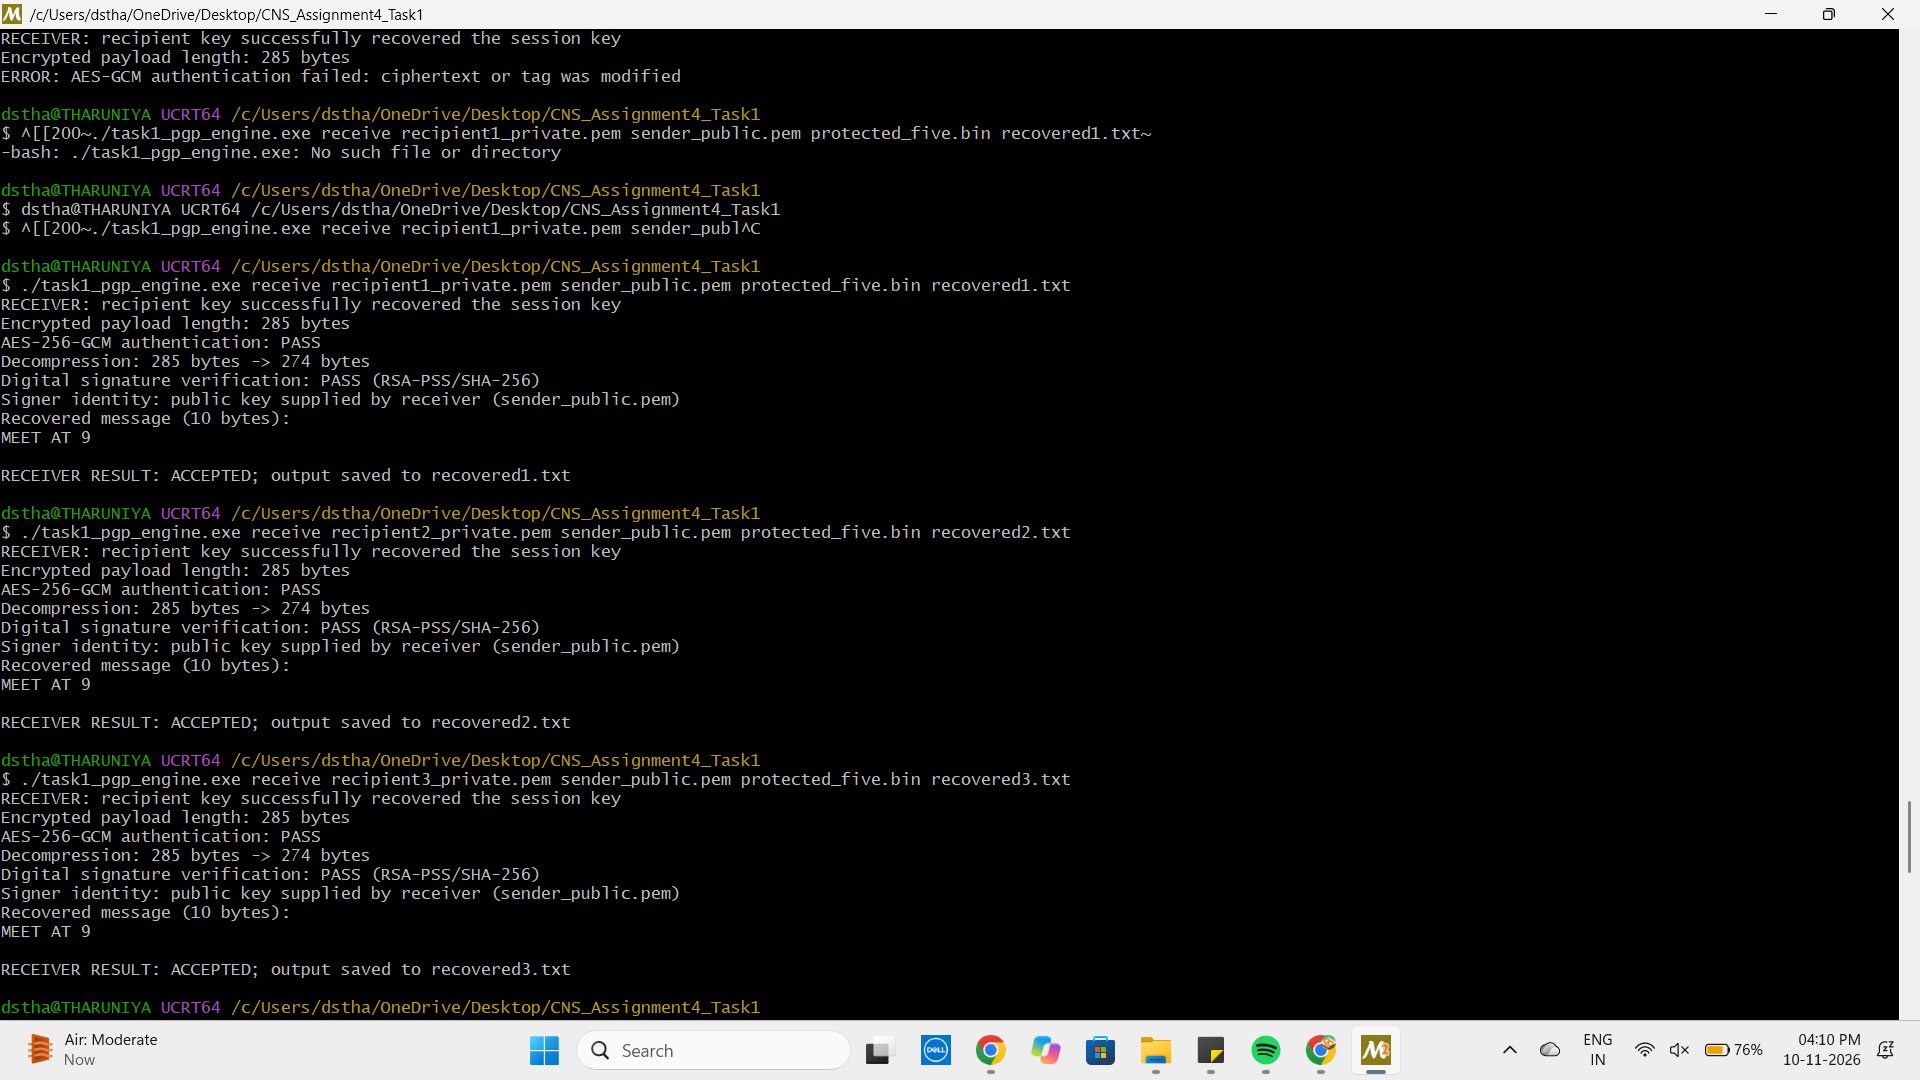 /c/Users/dstha/OneDrive/Desktop/CNS_Assignment4_Task1
RECEIVER: recipient key successfully recovered the session key
Encrypted payload length: 285 bytes
ERROR: AES-GCM authentication failed: ciphertext or tag was modified
dstha@THARUNIYA UCRT64 /c/Users/dstha/OneDrive/Desktop/CNS_Assignment4_Task1
$ ^[[200~./task1_pgp_engine.exe receive recipient1_private.pem sender_public.pem protected_five.bin recovered1.txt~
-bash: ./task1_pgp_engine.exe: No such file or directory
dstha@THARUNIYA UCRT64 /c/Users/dstha/OneDrive/Desktop/CNS_Assignment4_Task1
$ dstha@THARUNIYA UCRT64 /c/Users/dstha/OneDrive/Desktop/CNS_Assignment4_Task1
$ ^[[200~./task1_pgp_engine.exe receive recipient1_private.pem sender_publ^C
dstha@THARUNIYA UCRT64 /c/Users/dstha/OneDrive/Desktop/CNS_Assignment4_Task1
$ ./task1_pgp_engine.exe receive recipient1_private.pem sender_public.pem protected_five.bin recovered1.txt
RECEIVER: recipient key successfully recovered the session key
Encrypted payload length: 285 bytes
AES-256-GCM authentication: PASS
Decompression: 285 bytes -> 274 bytes
Digital signature verification: PASS (RSA-PSS/SHA-256)
Signer identity: public key supplied by receiver (sender_public.pem)
Recovered message (10 bytes):
MEET AT 9
RECEIVER RESULT: ACCEPTED; output saved to recovered1.txt
dstha@THARUNIYA UCRT64 /c/Users/dstha/OneDrive/Desktop/CNS_Assignment4_Task1
$ ./task1_pgp_engine.exe receive recipient2_private.pem sender_public.pem protected_five.bin recovered2.txt
RECEIVER: recipient key successfully recovered the session key
Encrypted payload length: 285 bytes
AES-256-GCM authentication: PASS
Decompression: 285 bytes -> 274 bytes
Digital signature verification: PASS (RSA-PSS/SHA-256)
Signer identity: public key supplied by receiver (sender_public.pem)
Recovered message (10 bytes):
MEET AT 9
RECEIVER RESULT: ACCEPTED; output saved to recovered2.txt
dstha@THARUNIYA UCRT64 /c/Users/dstha/OneDrive/Desktop/CNS_Assignment4_Task1
$ ./task1_pgp_engine.exe receive recipient3_private.pem sender_public.pem protected_five.bin recovered3.txt
RECEIVER: recipient key successfully recovered the session key
Encrypted payload length: 285 bytes
AES-256-GCM authentication: PASS
Decompression: 285 bytes -> 274 bytes
Digital signature verification: PASS (RSA-PSS/SHA-256)
Signer identity: public key supplied by receiver (sender_public.pem)
Recovered message (10 bytes):
MEET AT 9
RECEIVER RESULT: ACCEPTED; output saved to recovered3.txt
dstha@THARUNIYA UCRT64 /c/Users/dstha/OneDrive/Desktop/CNS_Assignment4_Task1
Air: Moderate
Now
Search
DELL
ENG
IN
76%
04:10 PM
10-11-2026